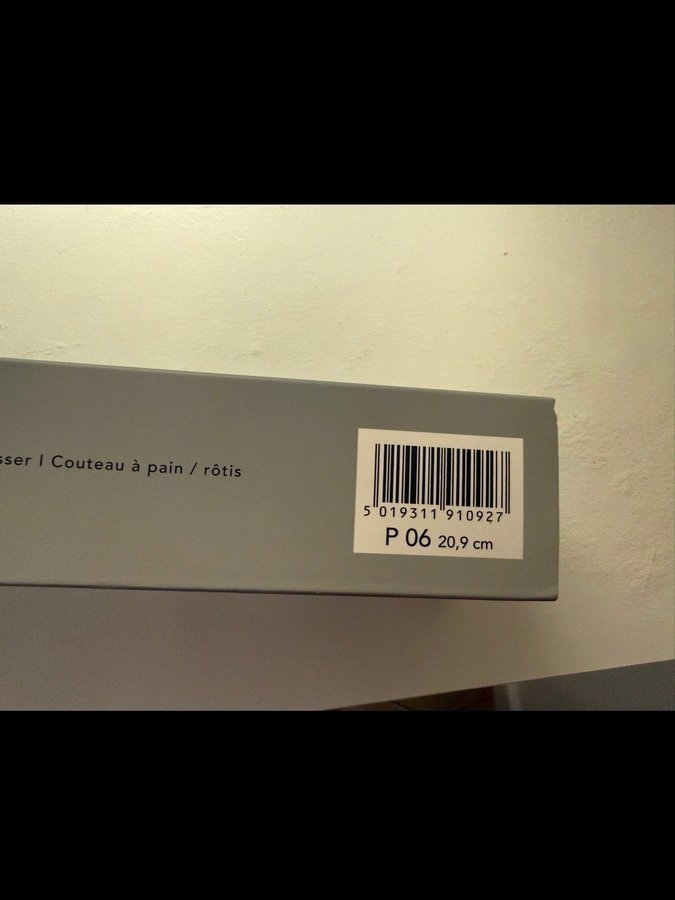 sser I Couteau à pain / rôtis
5 019311 910927
P 06 20,9 cm